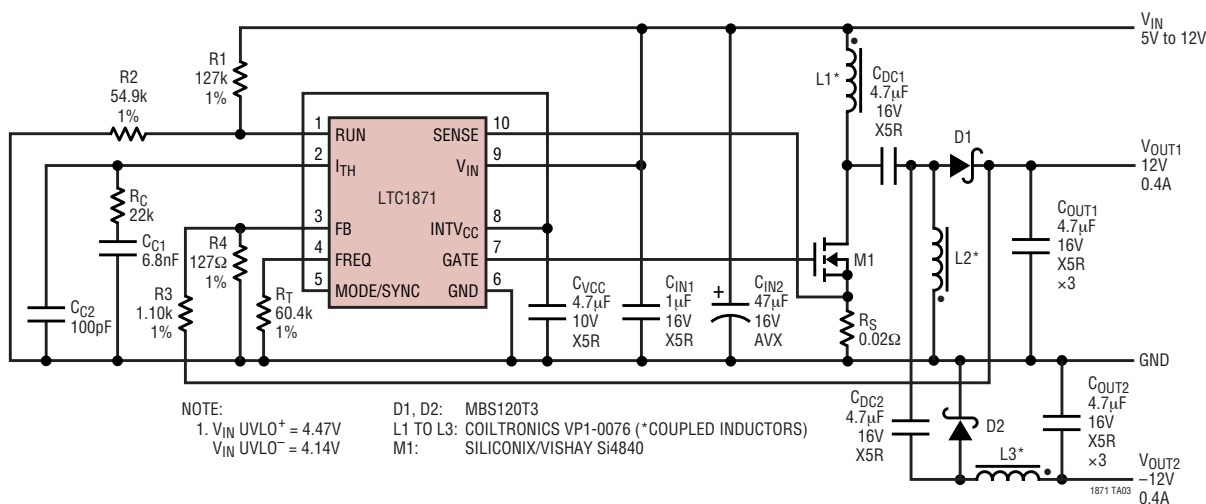 VIN
5V to 12V
R1
127k
1%
R2
54.9k
1%
L1*
CDC1
4.7µF
16V
X5R
D1
VOUT1
12V
0.4A
1
RUN
SENSE
10
2
ITH
VIN
9
LTC1871
3
FB
INTVCC
8
4
FREQ
GATE
7
5
MODE/SYNC
GND
6
RC
22k
CC1
6.8nF
R4
127Ω
1%
R3
1.10k
1%
RT
60.4k
1%
CC2
100pF
CVCC
4.7µF
10V
X5R
CIN1
1µF
16V
X5R
+
CIN2
47µF
16V
AVX
M1
RS
0.02Ω
L2*
COUT1
4.7µF
16V
X5R
×3
GND
CDC2
4.7µF
16V
X5R
D2
L3*
COUT2
4.7µF
16V
X5R
×3
VOUT2
–12V
0.4A
NOTE:
1. VIN UVLO+ = 4.47V
VIN UVLO– = 4.14V
D1, D2: MBS120T3
L1 TO L3: COILTRONICS VP1-0076 (*COUPLED INDUCTORS)
M1: SILICONIX/VISHAY Si4840
1871 TA03